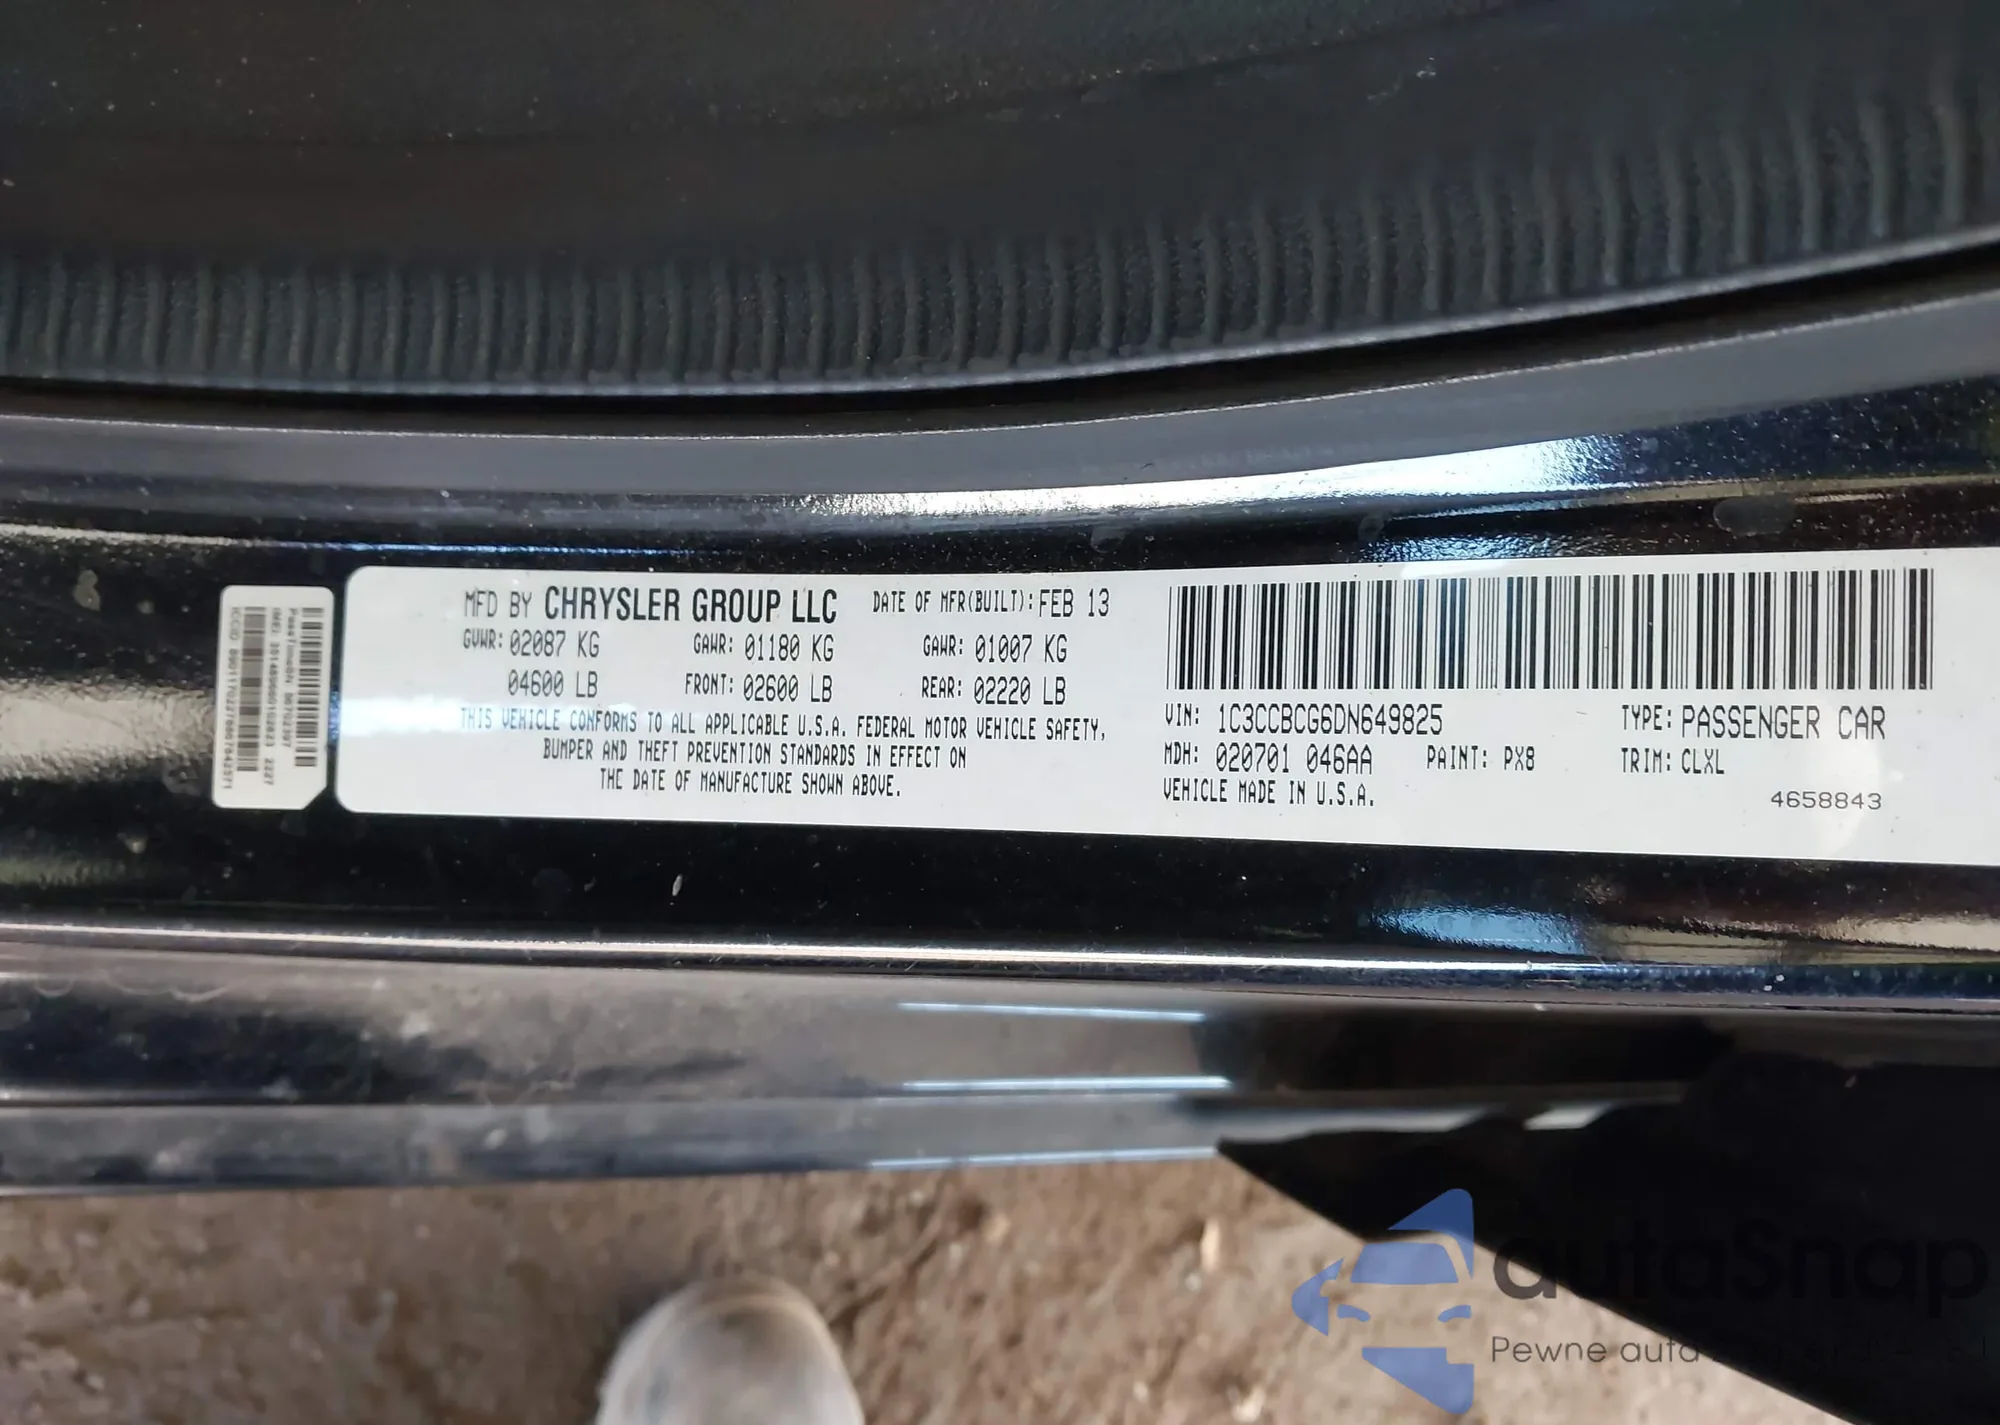 MFD BY CHRYSLER GROUP LLC DATE OF MFR(BUILT): FEB 13
GVWR: 02087 KG GAWR: 01180 KG GAWR: 01007 KG
04600 LB FRONT: 02600 LB REAR: 02220 LB
THIS VEHICLE CONFORMS TO ALL APPLICABLE U.S.A. FEDERAL MOTOR VEHICLE SAFETY,
BUMPER AND THEFT PREVENTION STANDARDS IN EFFECT ON
THE DATE OF MANUFACTURE SHOWN ABOVE.
VIN: 1C3CCBCG6DN649825 TYPE: PASSENGER CAR
MDH: 020701 046AA PAINT: PX8 TRIM: CLXL
VEHICLE MADE IN U.S.A.
4658843
autoSnap
Pewne auta